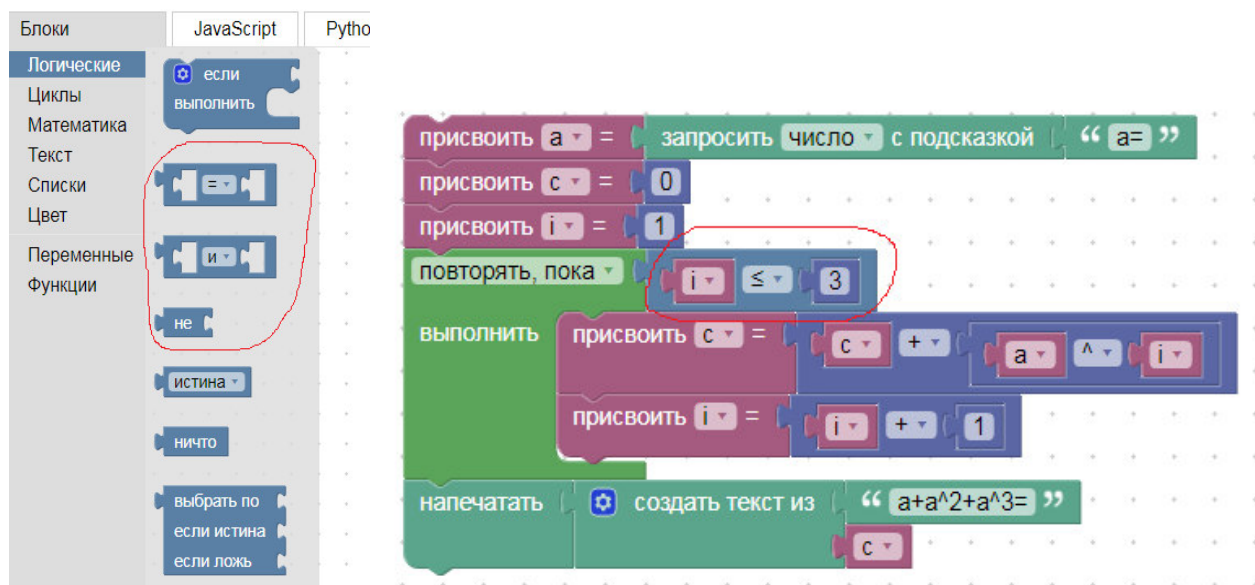 Блоки
JavaScript
Pytho
Логические
Циклы
Математика
Текст
Списки
Цвет
Переменные
Функции
если
выполнить
=
и
не
истина
ничто
выбрать по
если истина
если ложь
присвоить a = запросить число с подсказкой “ a= ”
присвоить c = 0
присвоить i = 1
повторять, пока i ≤ 3
выполнить присвоить c = c + a ^ i
присвоить i = i + 1
напечатать создать текст из “ a+a^2+a^3= ”
c